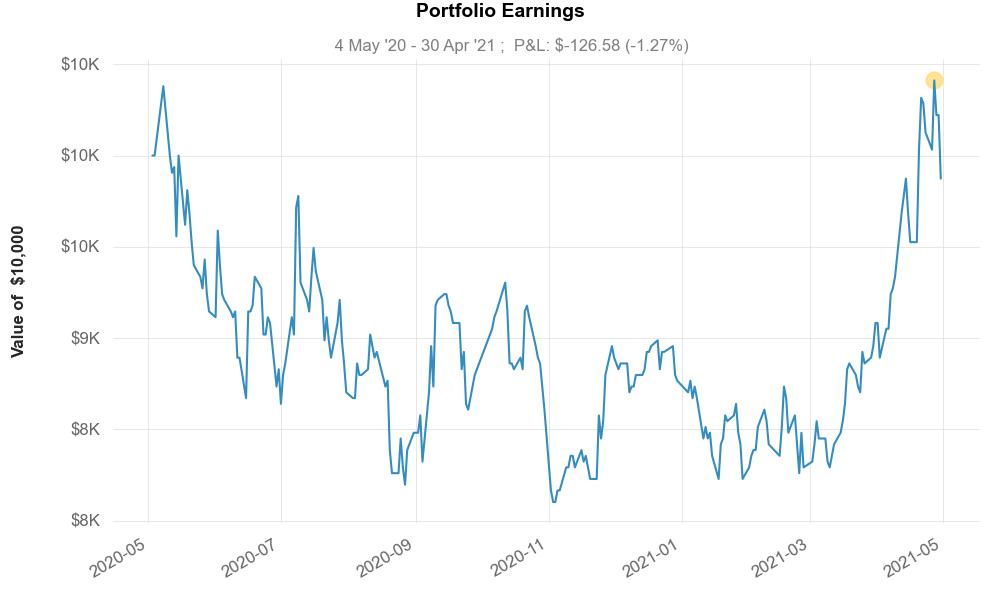 Portfolio Earnings
4 May '20 - 30 Apr '21 ;  P&L: $-126.58 (-1.27%)
$10K
$10K
$10K
$9K
$8K
$8K
Value of  $10,000
2020-05
2020-07
2020-09
2020-11
2021-01
2021-03
2021-05